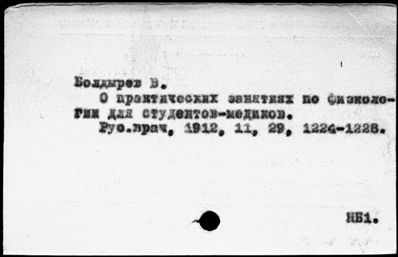 Болдырев В.
О практических занятиях по физиоло-
гии для студентов-медиков.
Рус.врач, 1912, 11, 29, 1224-1228.
НБ1.